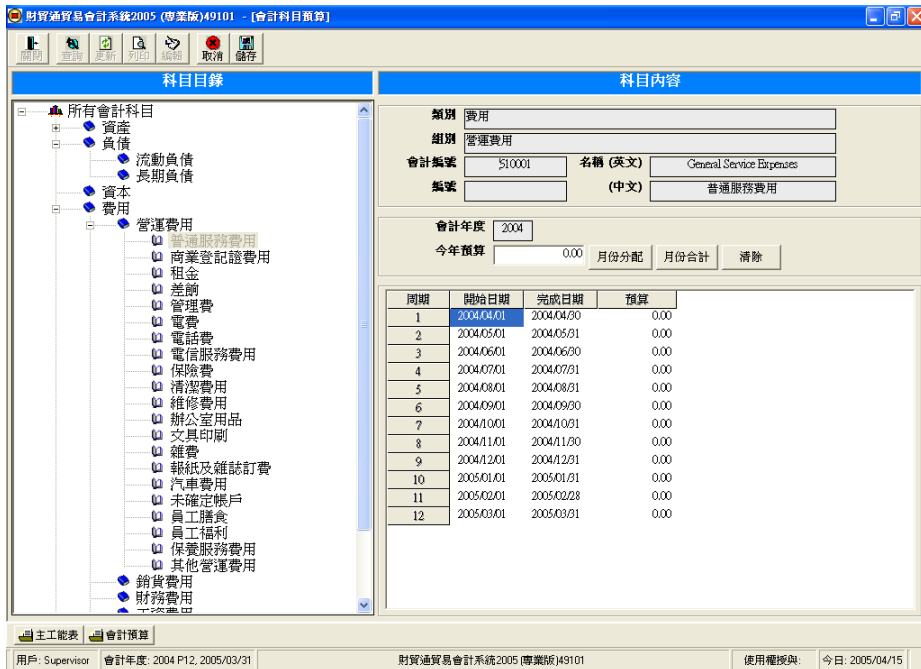 財貿通貿易會計系統2005 (專業版)49101 - [會計科目預算]
關閉 查詢 更新 列印 編輯 取消 儲存
科目目錄
所有會計科目
資產
負債
流動負債
長期負債
資本
費用
營運費用
普通服務費用
商業登記證費用
租金
差餉
管理費
電費
電話費
電信服務費用
保險費
清潔費用
維修費用
辦公室用品
文具印刷
雜費
報紙及雜誌訂費
汽車費用
未確定帳戶
員工膳食
員工福利
保養服務費用
其他營運費用
銷貨費用
財務費用
工資費用
科目內容
類別 費用
組別 營運費用
會計編號 510001 名稱 (英文) General Service Expenses
編號 (中文) 普通服務費用
會計年度 2004
今年預算 0.00 月份分配 月份合計 清除
周期 開始日期 完成日期 預算
1 2004/04/01 2004/04/30 0.00
2 2004/05/01 2004/05/31 0.00
3 2004/06/01 2004/06/30 0.00
4 2004/07/01 2004/07/31 0.00
5 2004/08/01 2004/08/31 0.00
6 2004/09/01 2004/09/30 0.00
7 2004/10/01 2004/10/31 0.00
8 2004/11/01 2004/11/30 0.00
9 2004/12/01 2004/12/31 0.00
10 2005/01/01 2005/01/31 0.00
11 2005/02/01 2005/02/28 0.00
12 2005/03/01 2005/03/31 0.00
主工能表 會計預算
用戶: Supervisor 會計年度: 2004 P12, 2005/03/31 財貿通貿易會計系統2005 (專業版)49101 使用權授與: 今日: 2005/04/15